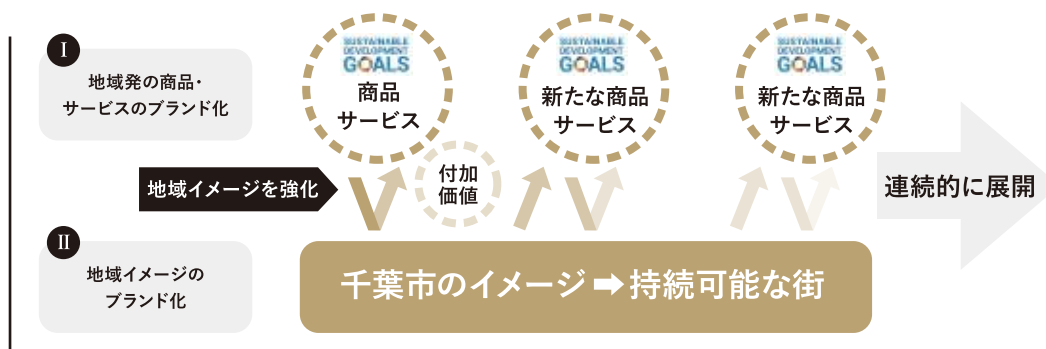 Ⅰ
地域発の商品・
サービスのブランド化
SUSTAINABLE
DEVELOPMENT
GOALS
商品
サービス
SUSTAINABLE
DEVELOPMENT
GOALS
新たな商品
サービス
SUSTAINABLE
DEVELOPMENT
GOALS
新たな商品
サービス
地域イメージを強化
付加
価値
連続的に展開
Ⅱ
地域イメージの
ブランド化
千葉市のイメージ➡持続可能な街